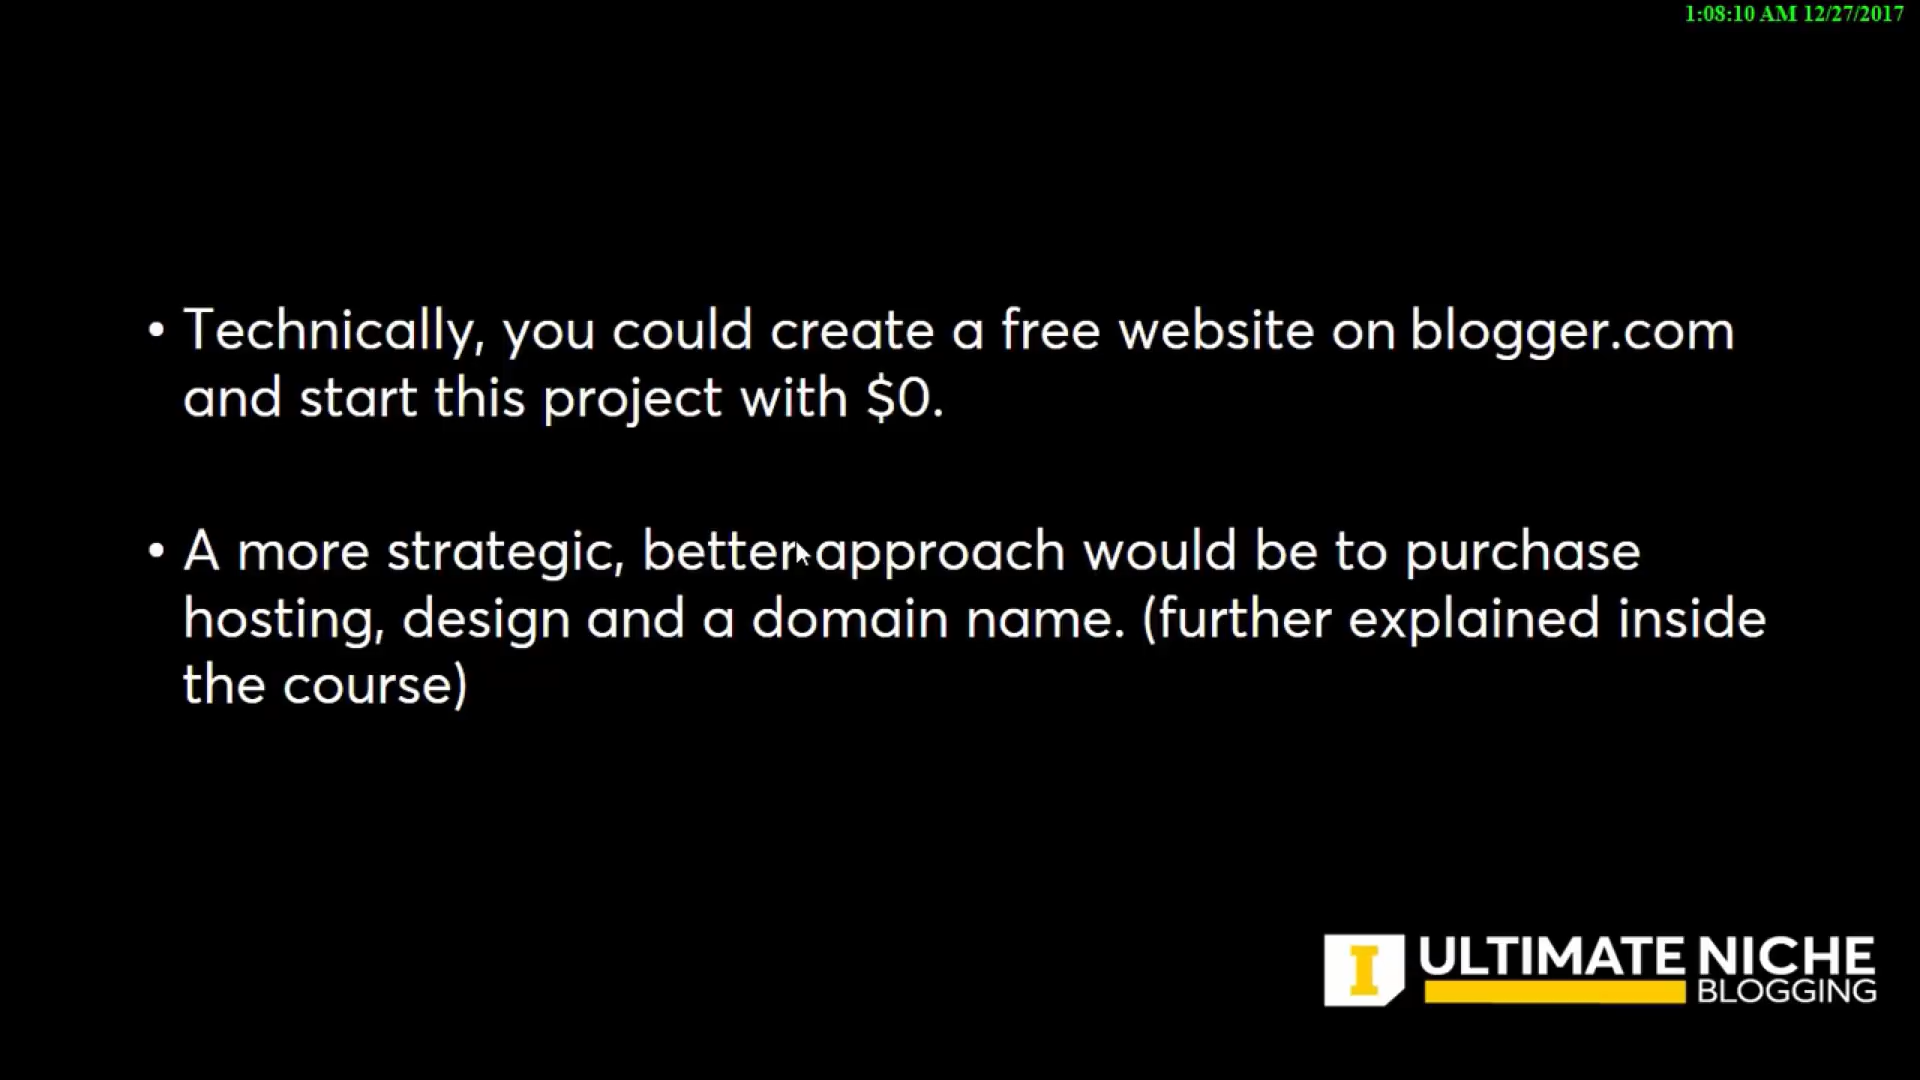 1:08:10 AM 12/27/2017
• Technically, you could create a free website on blogger.com
and start this project with $0.
• A more strategic, better approach would be to purchase
hosting, design and a domain name. (further explained inside
the course)
I ULTIMATE NICHE
BLOGGING